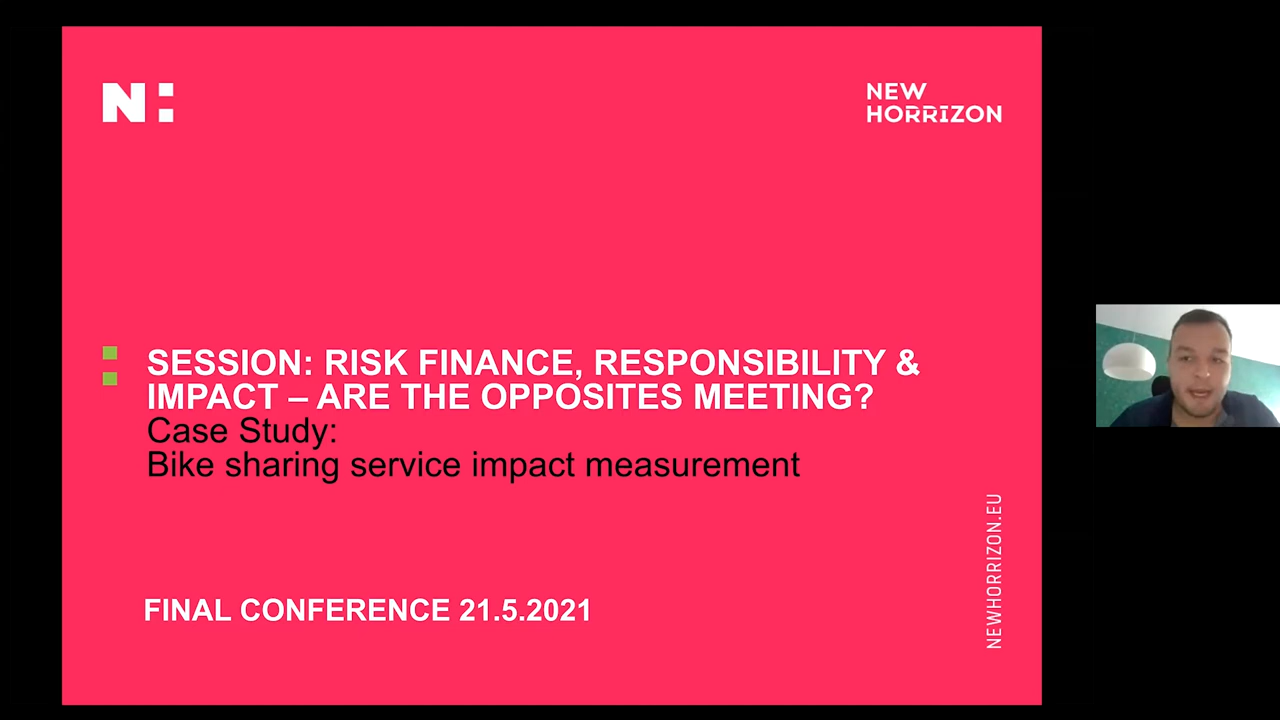 N:
NEW
HORRIZON
SESSION: RISK FINANCE, RESPONSIBILITY &
IMPACT – ARE THE OPPOSITES MEETING?
Case Study:
Bike sharing service impact measurement
NEWHORRIZON.EU
FINAL CONFERENCE 21.5.2021